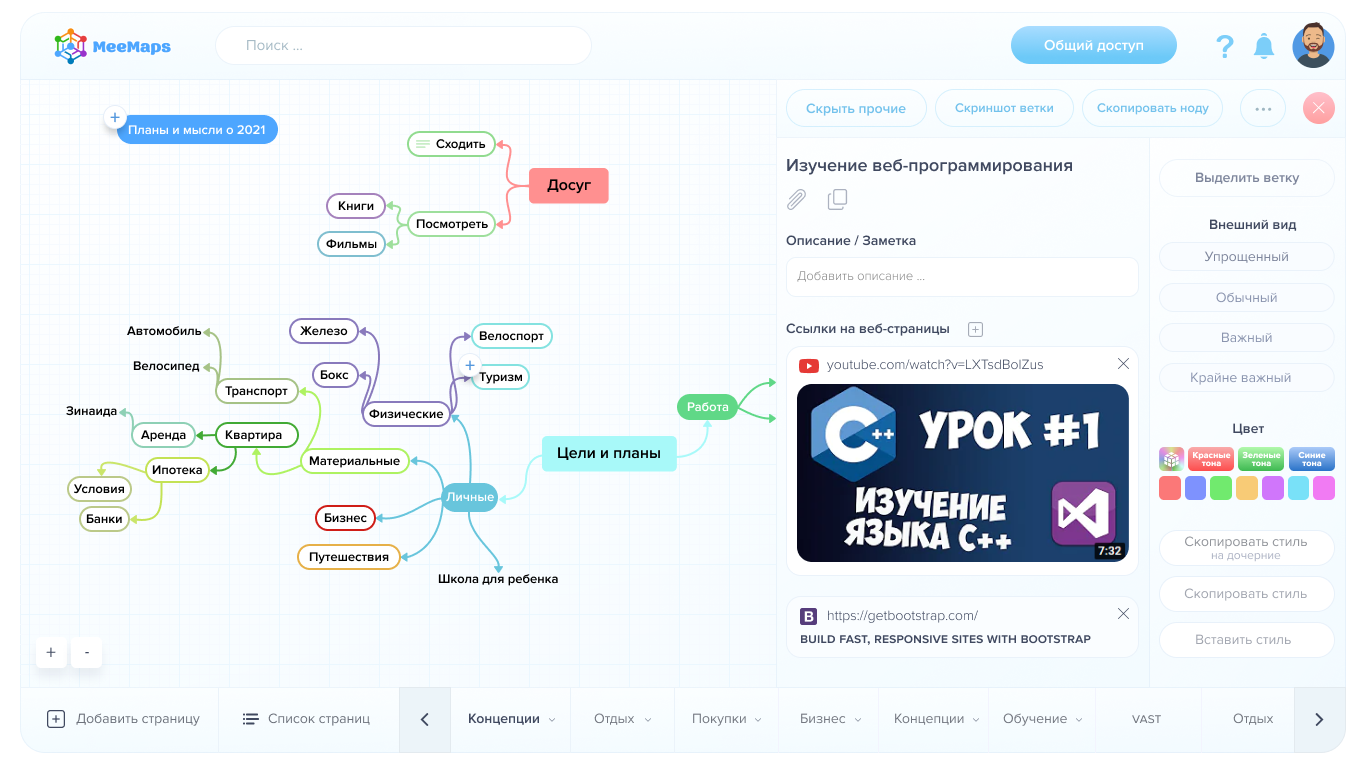 MeeMaps
Поиск ...
Общий доступ
?
Планы и мысли о 2021
Сходить
Досуг
Книги
Посмотреть
Фильмы
Автомобиль
Железо
Велоспорт
Велосипед
Бокс
Туризм
Транспорт
Физические
Зинаида
Работа
Аренда
Квартира
Цели и планы
Ипотека
Материальные
Условия
Личные
Банки
Бизнес
Путешествия
Школа для ребенка
+
-
Скрыть прочие
Скриншот ветки
Скопировать ноду
...
Изучение веб-программирования
Описание / Заметка
Добавить описание ...
Ссылки на веб-страницы
youtube.com/watch?v=LXTsdBoIZus
C++
УРОК #1
ИЗУЧЕНИЕ
ЯЗЫКА C++
7:32
B
https://getbootstrap.com/
BUILD FAST, RESPONSIVE SITES WITH BOOTSTRAP
Выделить ветку
Внешний вид
Упрощенный
Обычный
Важный
Крайне важный
Цвет
Красные
тона
Зеленые
тона
Синие
тона
Скопировать стиль
на дочерние
Скопировать стиль
Вставить стиль
Добавить страницу
Список страниц
Концепции
Отдых
Покупки
Бизнес
Концепции
Обучение
VAST
Отдых